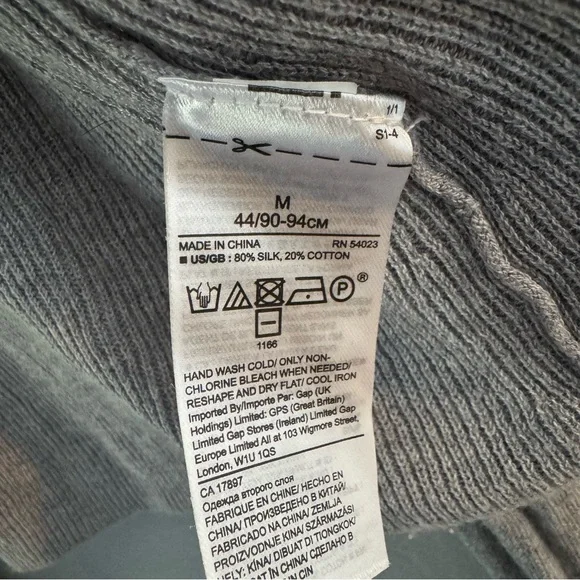 1/1
S1-4
M
44/90-94CM
MADE IN CHINA RN 54023
■ US/GB : 80% SILK, 20% COTTON
P ®
1166
HAND WASH COLD/ ONLY NON-
CHLORINE BLEACH WHEN NEEDED/
RESHAPE AND DRY FLAT/ COOL IRON
Imported By/Importe Par: Gap (UK
Holdings) Limited: GPS (Great Britain)
Limited Gap Stores (Ireland) Limited Gap
Europe Limited All at 103 Wigmore Street,
London, W1U 1QS
CA 17897
Одежда второго слоя
FABRIQUE EN CHINE/ HECHO EN
CHINA/ ПРОИЗВЕДЕНО В КИТАЙ/
FABRICADO NA CHINA/ ZEMLJA
PROIZVODNJE KINA/ SZÁRMAZÁSI
HELY: KÍNA/ DIBUAT DI TIONGKOK/
CHINA/ СДЕЛАНО В
IN CIN